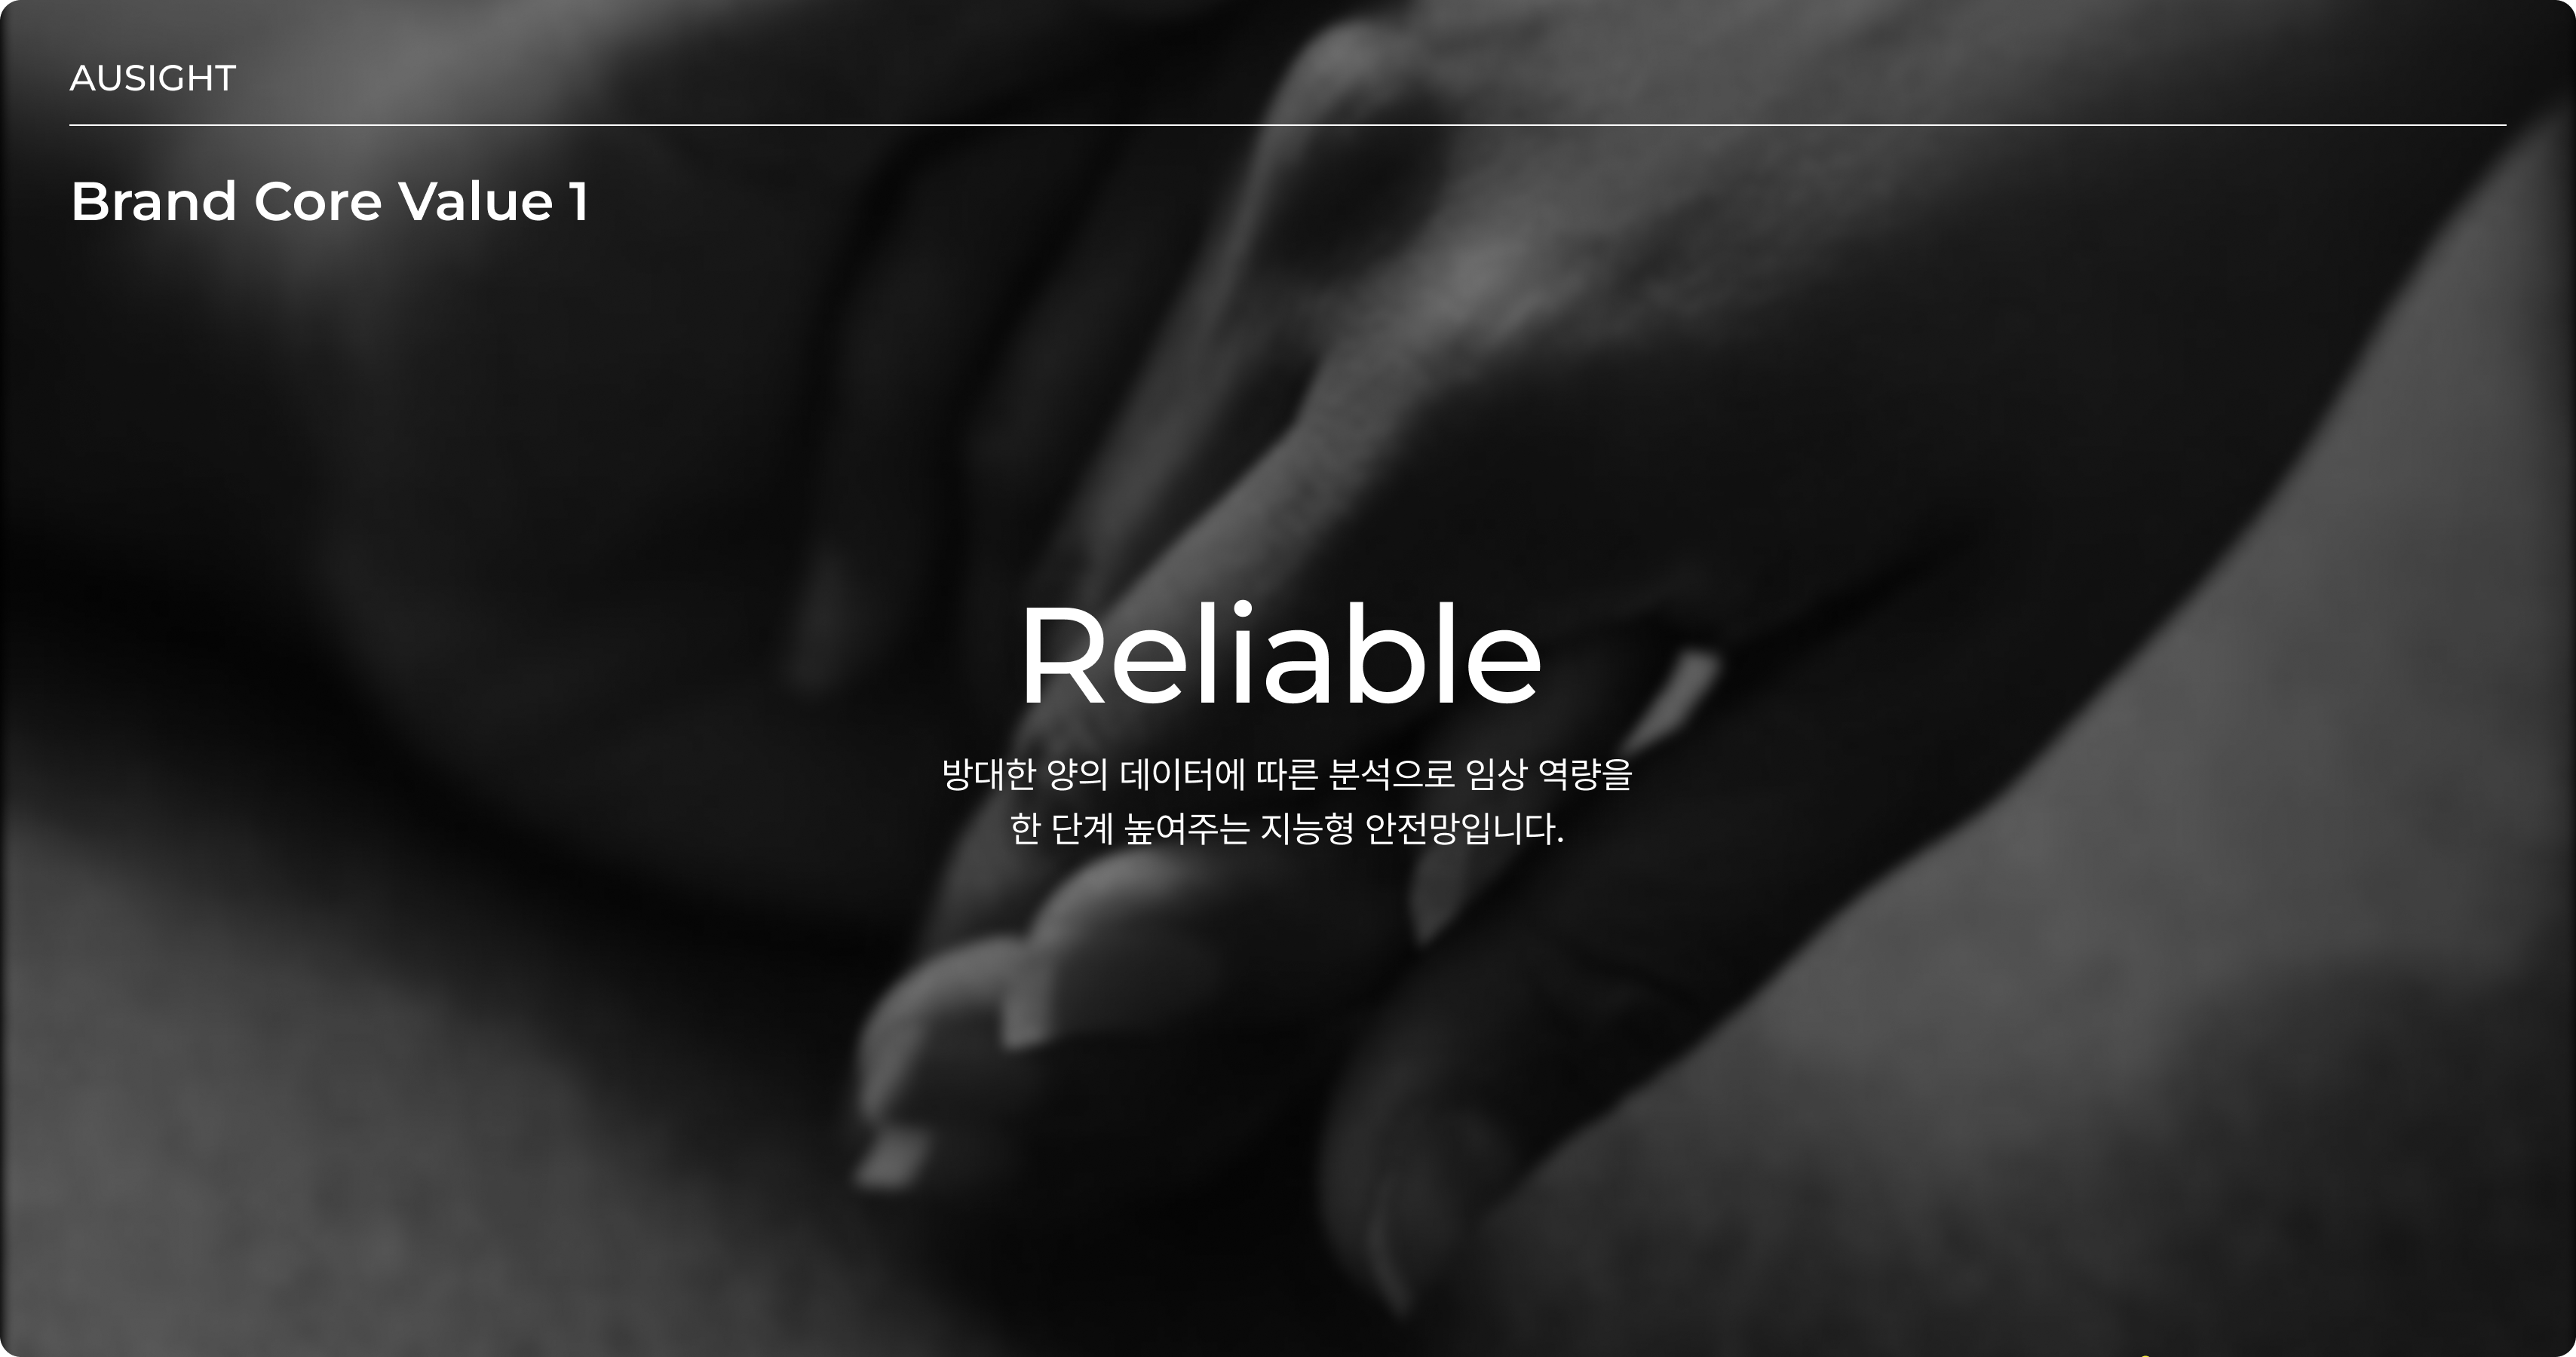 AUSIGHT
Brand Core Value 1
Reliable
방대한 양의 데이터에 따른 분석으로 임상 역량을
한 단계 높여주는 지능형 안전망입니다.